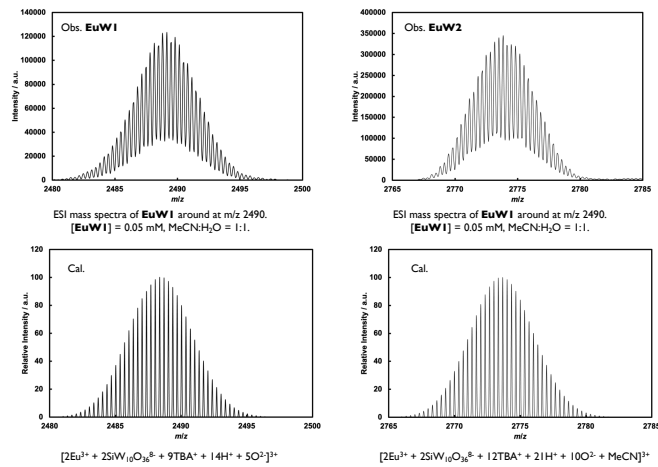 Obs. EuW1
Intensity / a.u.
140000
120000
100000
80000
60000
40000
20000
0
2480
2485
2490
2495
2500
m/z
ESI mass spectra of EuW1 around at m/z 2490.
[EuW1] = 0.05 mM, MeCN:H₂O = 1:1.
Obs. EuW2
Intensity / a.u.
400000
350000
300000
250000
200000
150000
100000
50000
0
2765
2770
2775
2780
2785
m/z
ESI mass spectra of EuW1 around at m/z 2490.
[EuW1] = 0.05 mM, MeCN:H₂O = 1:1.
Cal.
Relative Intensity / a.u.
120
100
80
60
40
20
0
2480
2485
2490
2495
2500
m/z
[2Eu³⁺ + 2SiW₁₀O₃₆⁸⁻ + 9TBA⁺ + 14H⁺ + 5O²⁻]³⁺
Cal.
Relative Intensity / a.u.
120
100
80
60
40
20
0
2765
2770
2775
2780
2785
m/z
[2Eu³⁺ + 2SiW₁₀O₃₆⁸⁻ + 12TBA⁺ + 21H⁺ + 10O²⁻ + MeCN]³⁺